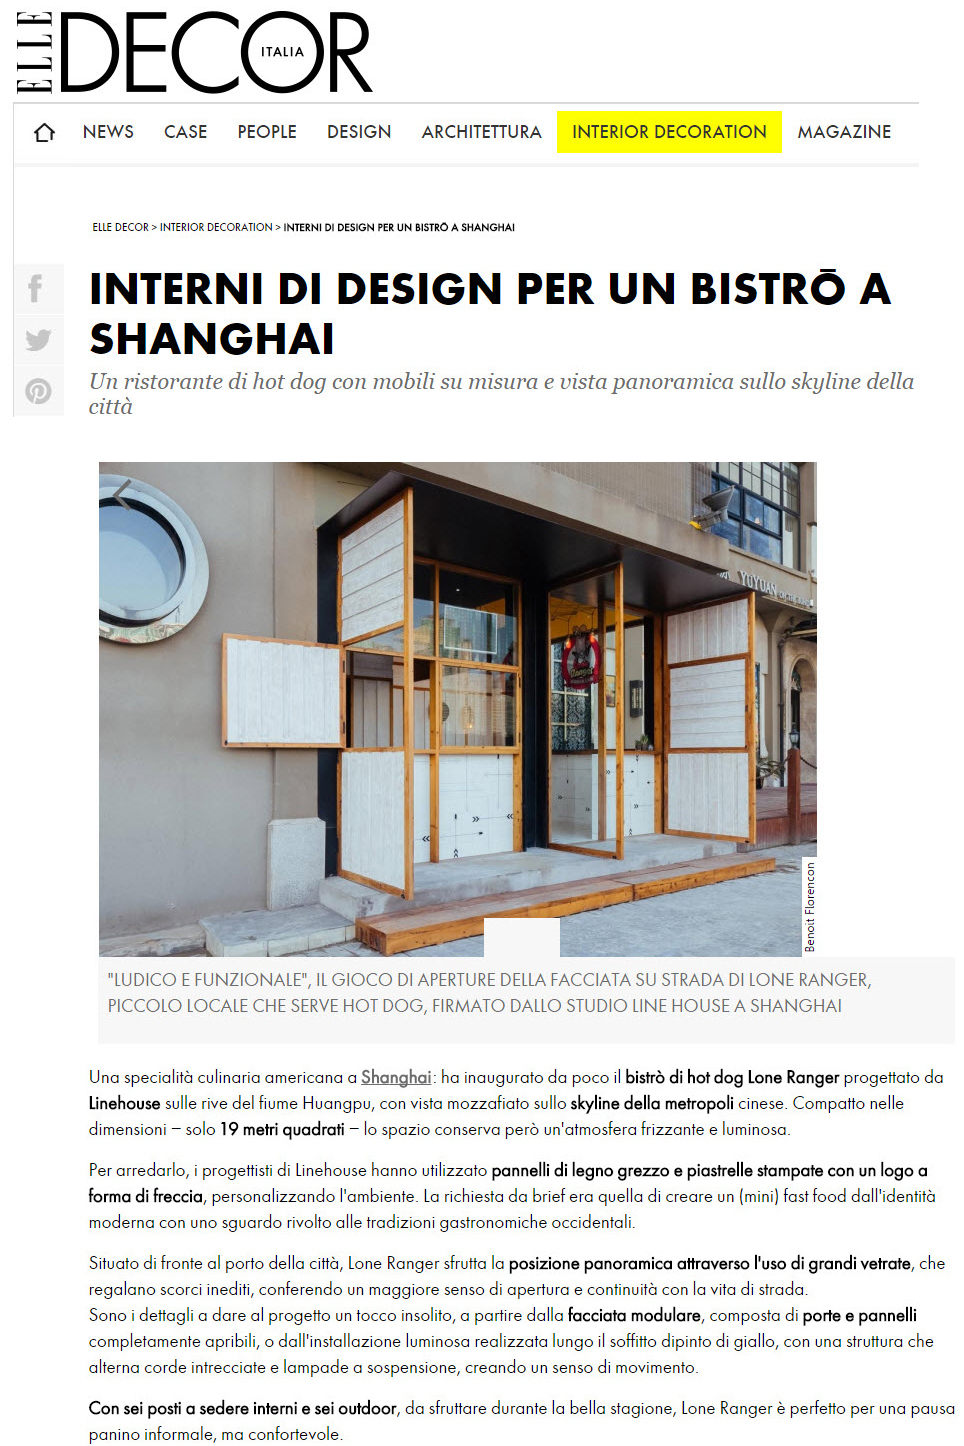 ELLE DECOR ITALIA
NEWS CASE PEOPLE DESIGN ARCHITETTURA INTERIOR DECORATION MAGAZINE
ELLE DECOR > INTERIOR DECORATION > INTERNI DI DESIGN PER UN BISTRŌ A SHANGHAI
INTERNI DI DESIGN PER UN BISTRŌ A
SHANGHAI
Un ristorante di hot dog con mobili su misura e vista panoramica sullo skyline della
città
YUYUAN
Ranger
Benoit Florencon
"LUDICO E FUNZIONALE", IL GIOCO DI APERTURE DELLA FACCIATA SU STRADA DI LONE RANGER,
PICCOLO LOCALE CHE SERVE HOT DOG, FIRMATO DALLO STUDIO LINE HOUSE A SHANGHAI
Una specialità culinaria americana a Shanghai: ha inaugurato da poco il bistrò di hot dog Lone Ranger progettato da
Linehouse sulle rive del fiume Huangpu, con vista mozzafiato sullo skyline della metropoli cinese. Compatto nelle
dimensioni – solo 19 metri quadrati – lo spazio conserva però un'atmosfera frizzante e luminosa.
Per arredarlo, i progettisti di Linehouse hanno utilizzato pannelli di legno grezzo e piastrelle stampate con un logo a
forma di freccia, personalizzando l'ambiente. La richiesta da brief era quella di creare un (mini) fast food dall'identità
moderna con uno sguardo rivolto alle tradizioni gastronomiche occidentali.
Situato di fronte al porto della città, Lone Ranger sfrutta la posizione panoramica attraverso l'uso di grandi vetrate, che
regalano scorci inediti, conferendo un maggiore senso di apertura e continuità con la vita di strada.
Sono i dettagli a dare al progetto un tocco insolito, a partire dalla facciata modulare, composta di porte e pannelli
completamente apribili, o dall'installazione luminosa realizzata lungo il soffitto dipinto di giallo, con una struttura che
alterna corde intrecciate e lampade a sospensione, creando un senso di movimento.
Con sei posti a sedere interni e sei outdoor, da sfruttare durante la bella stagione, Lone Ranger è perfetto per una pausa
panino informale, ma confortevole.